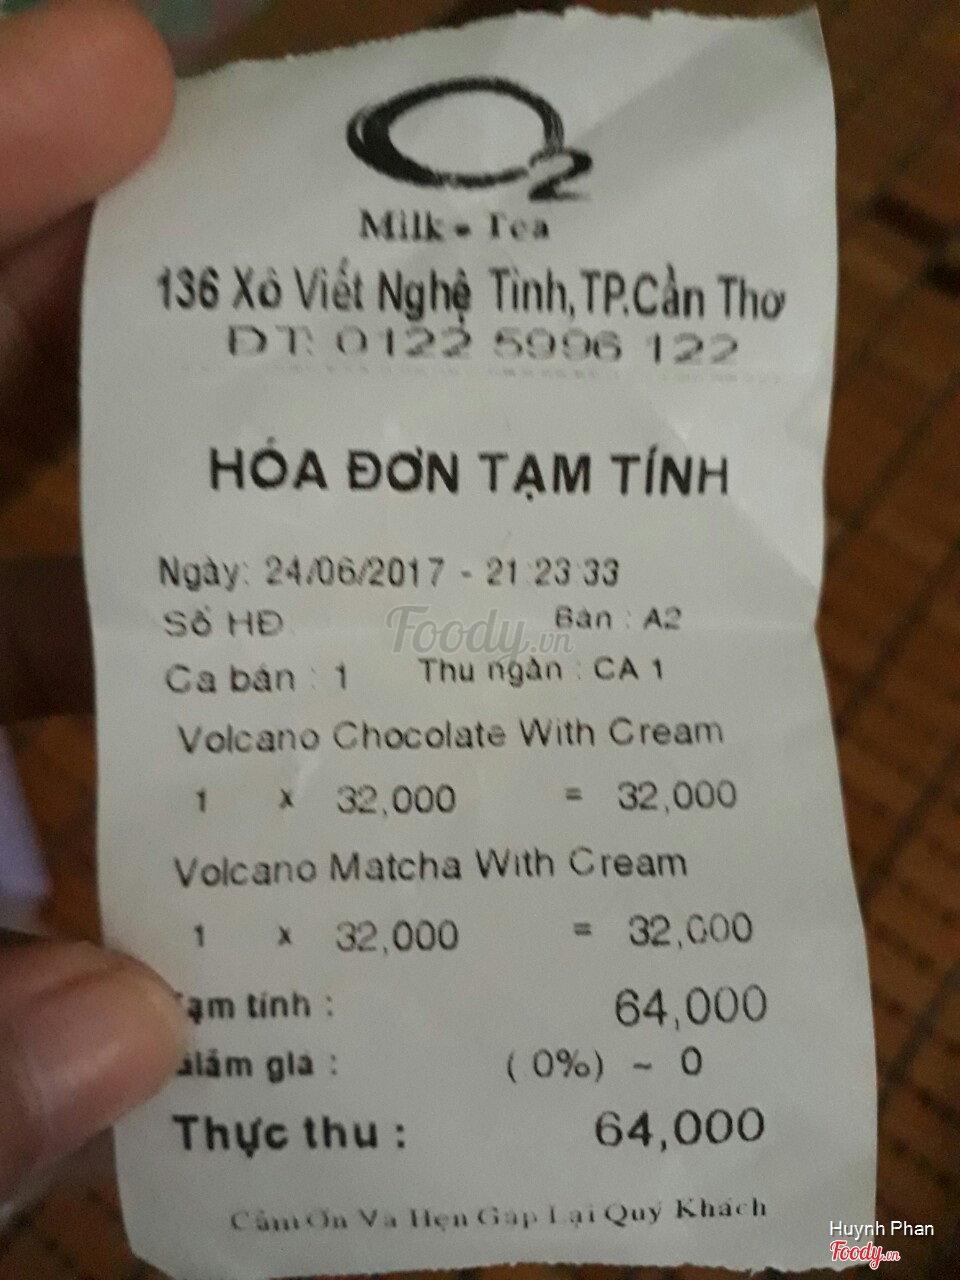 O2
Milk - Tea
136 Xô Viết Nghệ Tình,TP.Cần Thơ
ĐT: 0122 5996 122
HÓA ĐƠN TẠM TÍNH
Ngày: 24/06/2017 - 21:23:33
Số HĐ Bàn : A2
Ca bán : 1 Thu ngân : CA 1
Volcano Chocolate With Cream
1 x 32,000 = 32,000
Volcano Matcha With Cream
1 x 32,000 = 32,000
Tạm tính : 64,000
Giảm giá : ( 0%) ~ 0
Thực thu : 64,000
Cảm Ơn Và Hẹn Gặp Lại Quý Khách
Foody.vn
Huynh Phan
Foody.vn